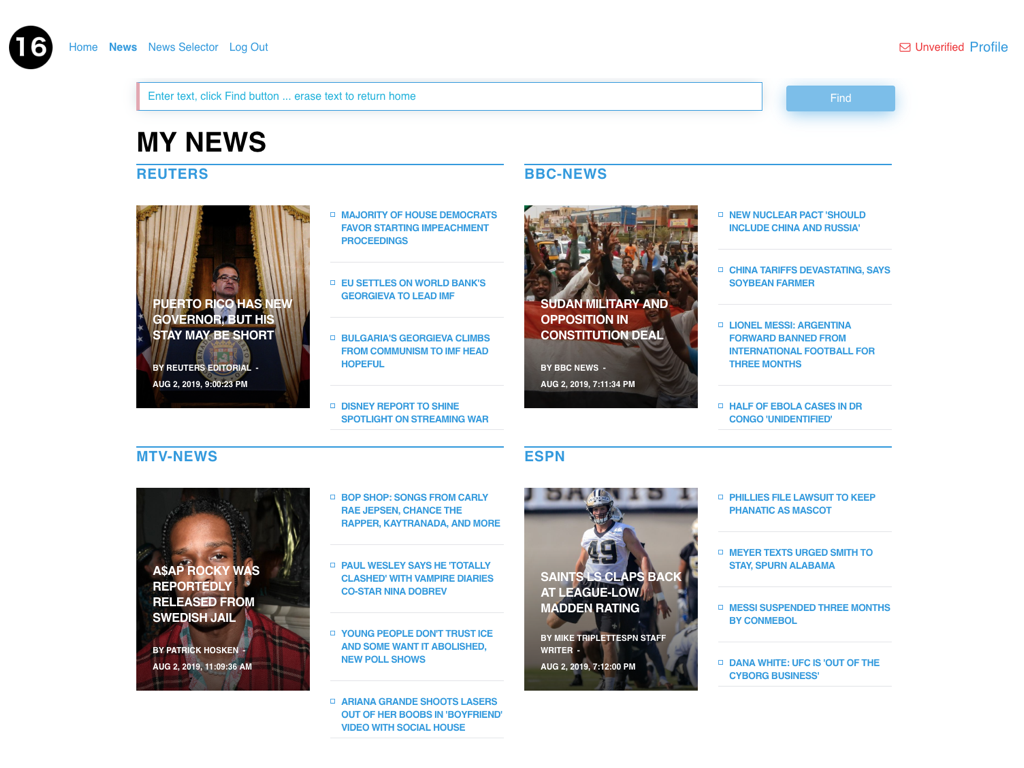 16
Home News News Selector Log Out
Unverified Profile
Enter text, click Find button ... erase text to return home
Find
MY NEWS
REUTERS
PUERTO RICO HAS NEW
GOVERNOR, BUT HIS
STAY MAY BE SHORT
BY REUTERS EDITORIAL -
AUG 2, 2019, 9:00:23 PM
MAJORITY OF HOUSE DEMOCRATS
FAVOR STARTING IMPEACHMENT
PROCEEDINGS
EU SETTLES ON WORLD BANK'S
GEORGIEVA TO LEAD IMF
BULGARIA'S GEORGIEVA CLIMBS
FROM COMMUNISM TO IMF HEAD
HOPEFUL
DISNEY REPORT TO SHINE
SPOTLIGHT ON STREAMING WAR
BBC-NEWS
SUDAN MILITARY AND
OPPOSITION IN
CONSTITUTION DEAL
BY BBC NEWS -
AUG 2, 2019, 7:11:34 PM
NEW NUCLEAR PACT 'SHOULD
INCLUDE CHINA AND RUSSIA'
CHINA TARIFFS DEVASTATING, SAYS
SOYBEAN FARMER
LIONEL MESSI: ARGENTINA
FORWARD BANNED FROM
INTERNATIONAL FOOTBALL FOR
THREE MONTHS
HALF OF EBOLA CASES IN DR
CONGO 'UNIDENTIFIED'
MTV-NEWS
A$AP ROCKY WAS
REPORTEDLY
RELEASED FROM
SWEDISH JAIL
BY PATRICK HOSKEN -
AUG 2, 2019, 11:09:36 AM
BOP SHOP: SONGS FROM CARLY
RAE JEPSEN, CHANCE THE
RAPPER, KAYTRANADA, AND MORE
PAUL WESLEY SAYS HE 'TOTALLY
CLASHED' WITH VAMPIRE DIARIES
CO-STAR NINA DOBREV
YOUNG PEOPLE DON'T TRUST ICE
AND SOME WANT IT ABOLISHED,
NEW POLL SHOWS
ARIANA GRANDE SHOOTS LASERS
OUT OF HER BOOBS IN 'BOYFRIEND'
VIDEO WITH SOCIAL HOUSE
ESPN
SAINTS
49
SAINTS LS CLAPS BACK
AT LEAGUE-LOW
MADDEN RATING
BY MIKE TRIPLETTESPN STAFF
WRITER -
AUG 2, 2019, 7:12:00 PM
PHILLIES FILE LAWSUIT TO KEEP
PHANATIC AS MASCOT
MEYER TEXTS URGED SMITH TO
STAY, SPURN ALABAMA
MESSI SUSPENDED THREE MONTHS
BY CONMEBOL
DANA WHITE: UFC IS 'OUT OF THE
CYBORG BUSINESS'